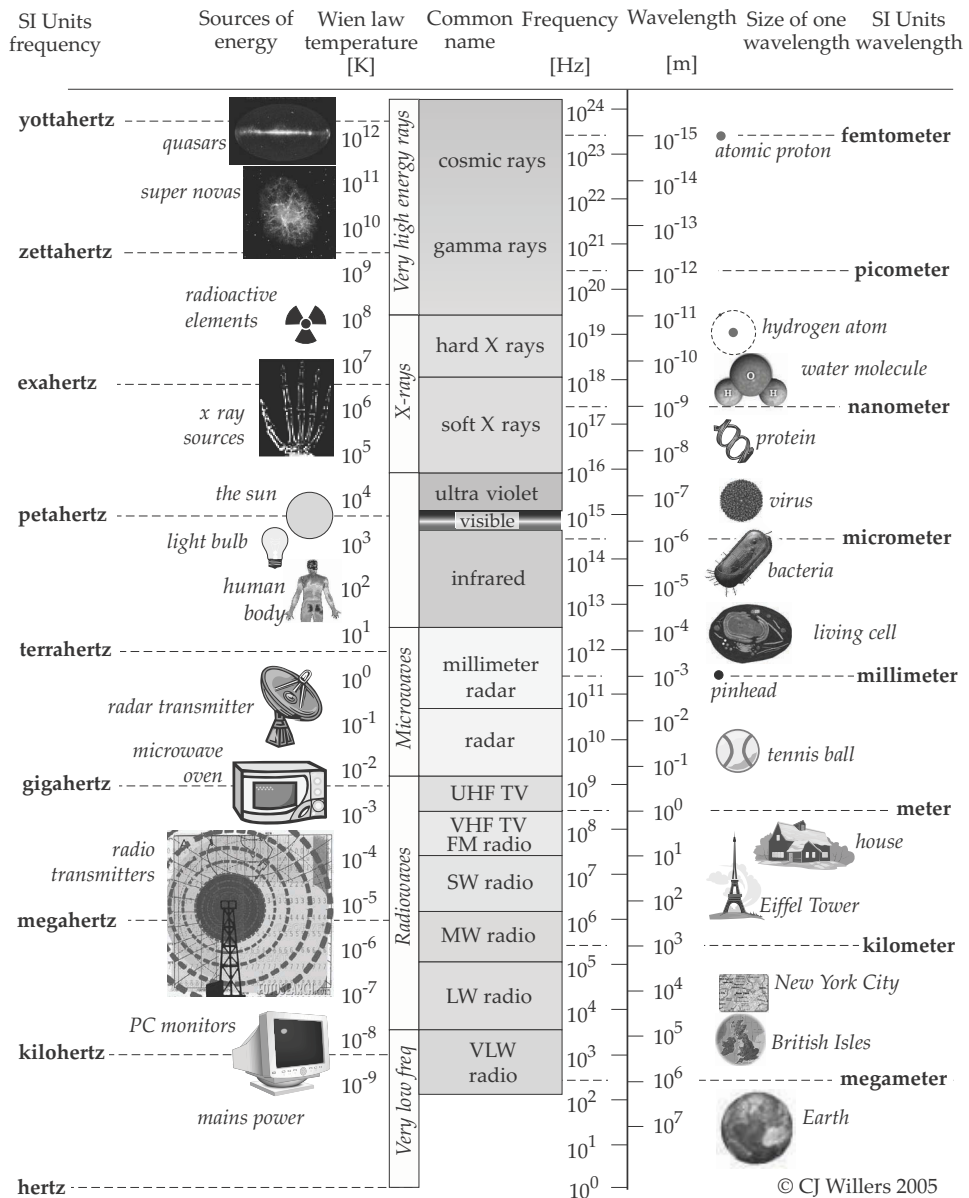 SI Units frequency
Sources of energy
Wien law temperature [K]
Common name
Frequency [Hz]
Wavelength [m]
Size of one wavelength
SI Units wavelength
yottahertz
zettahertz
exahertz
petahertz
terrahertz
gigahertz
megahertz
kilohertz
hertz
quasars
super novas
radioactive elements
x ray sources
the sun
light bulb
human body
radar transmitter
microwave oven
radio transmitters
PC monitors
mains power
10^12
10^11
10^10
10^9
10^8
10^7
10^6
10^5
10^4
10^3
10^2
10^1
10^0
10^-1
10^-2
10^-3
10^-4
10^-5
10^-6
10^-7
10^-8
10^-9
Very high energy rays
X-rays
Microwaves
Radiowaves
Very low freq
cosmic rays
gamma rays
hard X rays
soft X rays
ultra violet
visible
infrared
millimeter radar
radar
UHF TV
VHF TV
FM radio
SW radio
MW radio
LW radio
VLW radio
10^24
10^23
10^22
10^21
10^20
10^19
10^18
10^17
10^16
10^15
10^14
10^13
10^12
10^11
10^10
10^9
10^8
10^7
10^6
10^5
10^4
10^3
10^2
10^1
10^0
10^-15
10^-14
10^-13
10^-12
10^-11
10^-10
10^-9
10^-8
10^-7
10^-6
10^-5
10^-4
10^-3
10^-2
10^-1
10^0
10^1
10^2
10^3
10^4
10^5
10^6
10^7
atomic proton
hydrogen atom
water molecule
O
H
H
protein
virus
bacteria
living cell
pinhead
tennis ball
house
Eiffel Tower
New York City
British Isles
Earth
femtometer
picometer
nanometer
micrometer
millimeter
meter
kilometer
megameter
© CJ Willers 2005